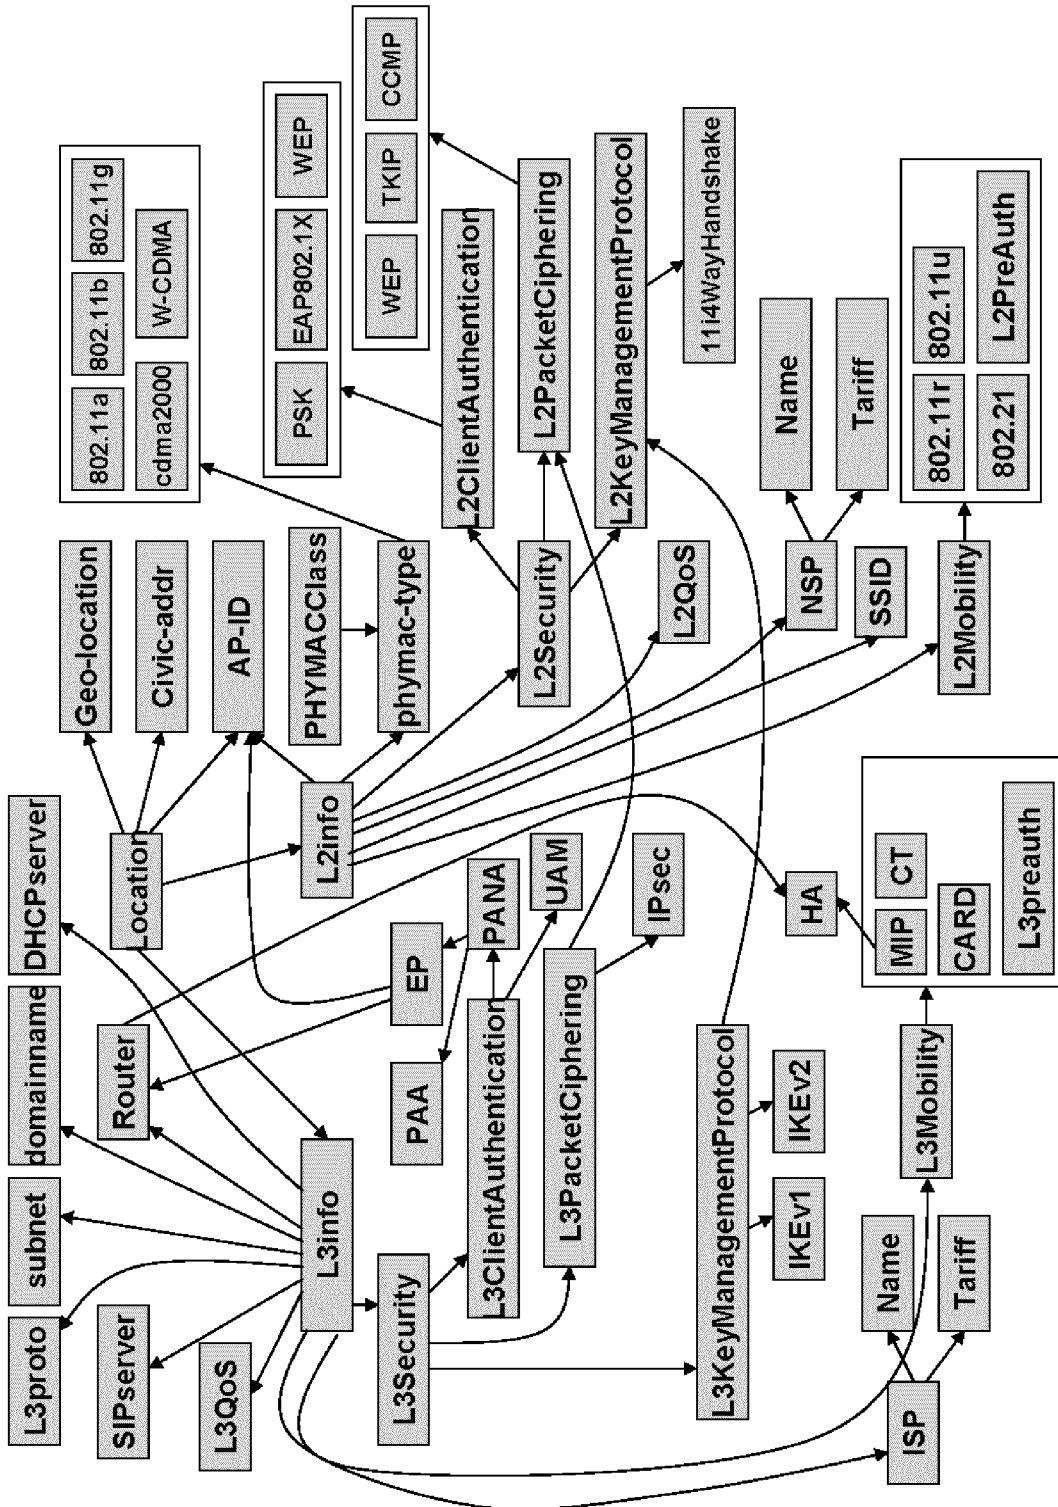 L3proto
subnet
domainname
DHCPserver
SIPserver
Router
Location
Geo-location
802.11a
802.11b
802.11g
L3QoS
Civic-addr
cdma2000
W-CDMA
L3info
L2info
AP-ID
PHYMACClass
PSK
EAP802.1X
WEP
L3Security
PAA
EP
phymac-type
WEP
TKIP
CCMP
L3ClientAuthentication
PANA
L2ClientAuthentication
L3PacketCiphering
UAM
L2Security
L2PacketCiphering
IPsec
L2KeyManagementProtocol
L3KeyManagementProtocol
L2QoS
11i4WayHandshake
IKEv1
IKEv2
HA
NSP
Name
Tariff
ISP
Name
Tariff
L3Mobility
MIP
CT
CARD
L3preauth
SSID
L2Mobility
802.11r
802.11u
802.21
L2PreAuth